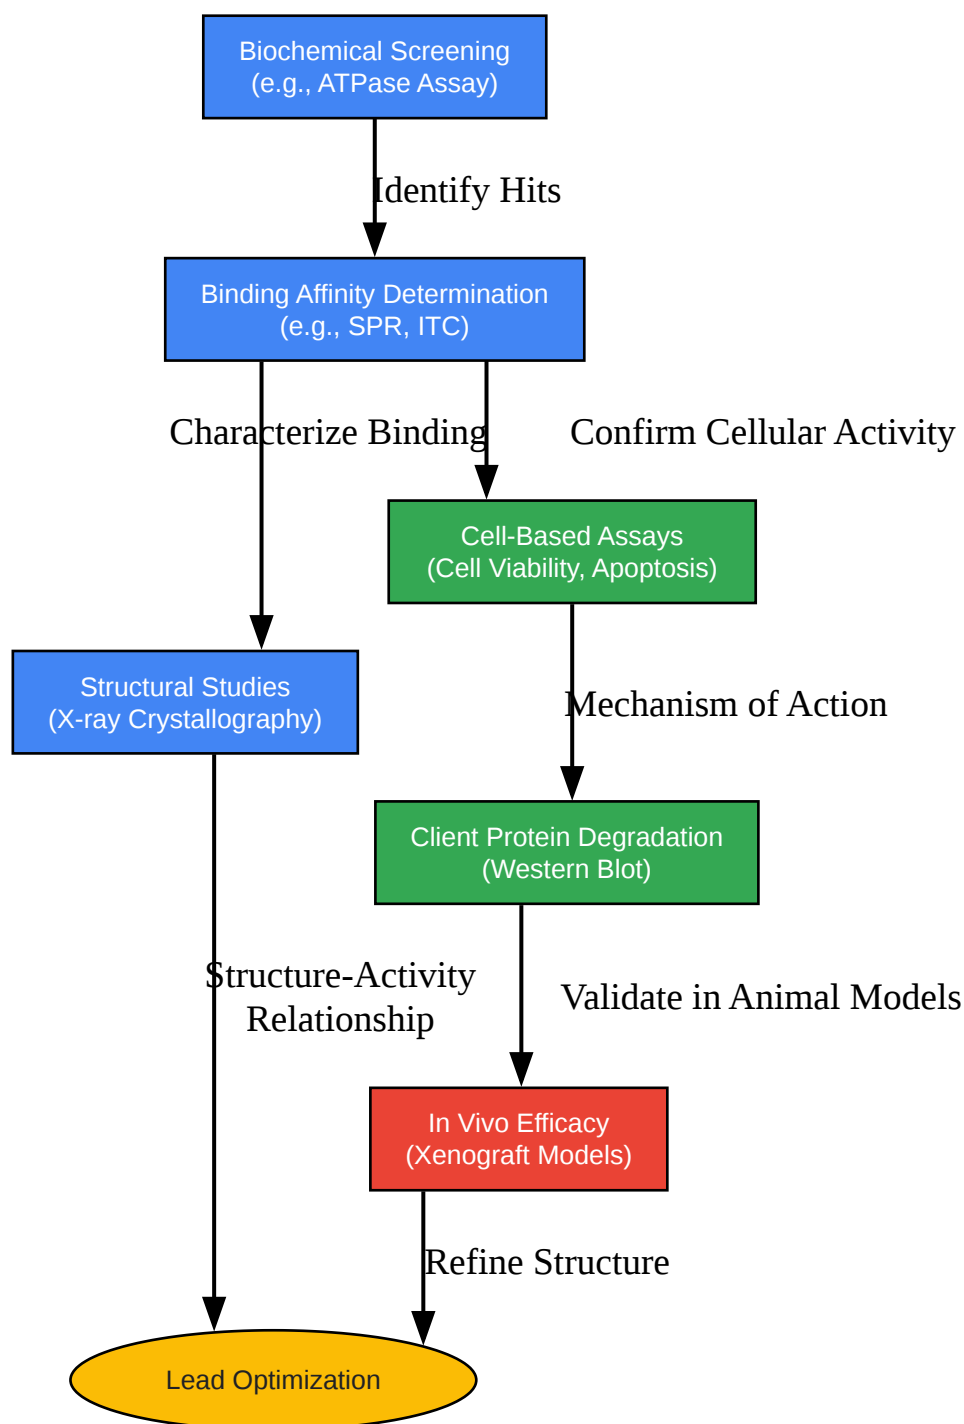 Biochemical Screening
(e.g., ATPase Assay)
Identify Hits
Binding Affinity Determination
(e.g., SPR, ITC)
Characterize Binding
Confirm Cellular Activity
Cell-Based Assays
(Cell Viability, Apoptosis)
Structural Studies
(X-ray Crystallography)
Mechanism of Action
Client Protein Degradation
(Western Blot)
Structure-Activity
Relationship
Validate in Animal Models
In Vivo Efficacy
(Xenograft Models)
Refine Structure
Lead Optimization